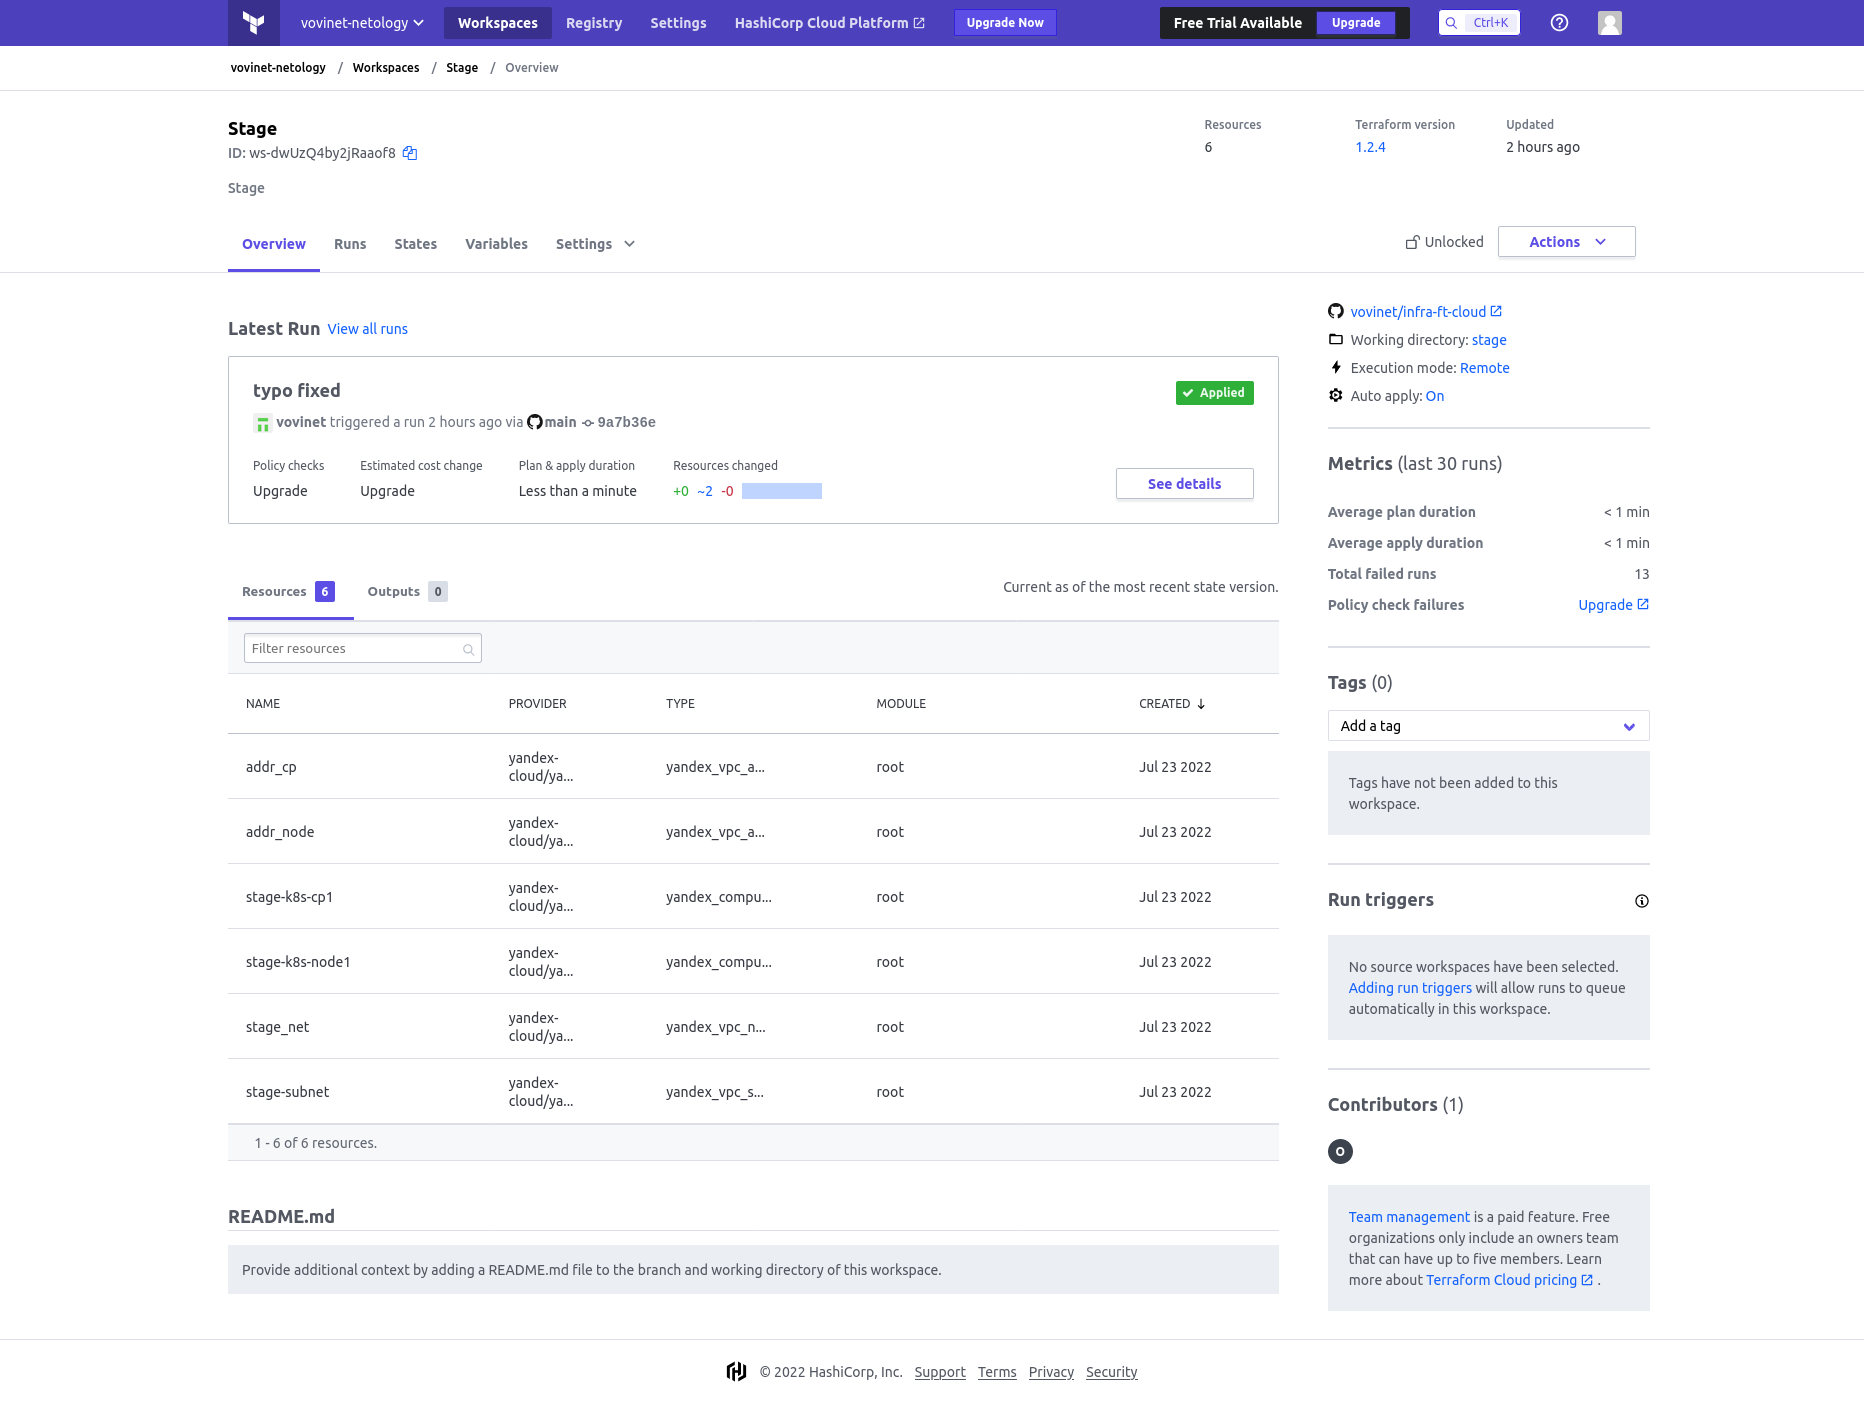 vovinet-netology Workspaces Registry Settings HashiCorp Cloud Platform Upgrade Now Free Trial Available Upgrade Ctrl+K
vovinet-netology / Workspaces / Stage / Overview
Stage
ID: ws-dwUzQ4by2jRaaof8
Stage
Resources Terraform version Updated
6 1.2.4 2 hours ago
Overview Runs States Variables Settings Unlocked Actions
Latest Run View all runs
typo fixed Applied
vovinet triggered a run 2 hours ago via main 9a7b36e
Policy checks Estimated cost change Plan & apply duration Resources changed
Upgrade Upgrade Less than a minute +0 ~2 -0 See details
Resources 6 Outputs 0 Current as of the most recent state version.
Filter resources
NAME PROVIDER TYPE MODULE CREATED
addr_cp yandex-cloud/ya... yandex_vpc_a... root Jul 23 2022
addr_node yandex-cloud/ya... yandex_vpc_a... root Jul 23 2022
stage-k8s-cp1 yandex-cloud/ya... yandex_compu... root Jul 23 2022
stage-k8s-node1 yandex-cloud/ya... yandex_compu... root Jul 23 2022
stage_net yandex-cloud/ya... yandex_vpc_n... root Jul 23 2022
stage-subnet yandex-cloud/ya... yandex_vpc_s... root Jul 23 2022
1 - 6 of 6 resources.
README.md
Provide additional context by adding a README.md file to the branch and working directory of this workspace.
vovinet/infra-ft-cloud
Working directory: stage
Execution mode: Remote
Auto apply: On
Metrics (last 30 runs)
Average plan duration < 1 min
Average apply duration < 1 min
Total failed runs 13
Policy check failures Upgrade
Tags (0)
Add a tag
Tags have not been added to this
workspace.
Run triggers
No source workspaces have been selected.
Adding run triggers will allow runs to queue
automatically in this workspace.
Contributors (1)
O
Team management is a paid feature. Free
organizations only include an owners team
that can have up to five members. Learn
more about Terraform Cloud pricing .
© 2022 HashiCorp, Inc. Support Terms Privacy Security